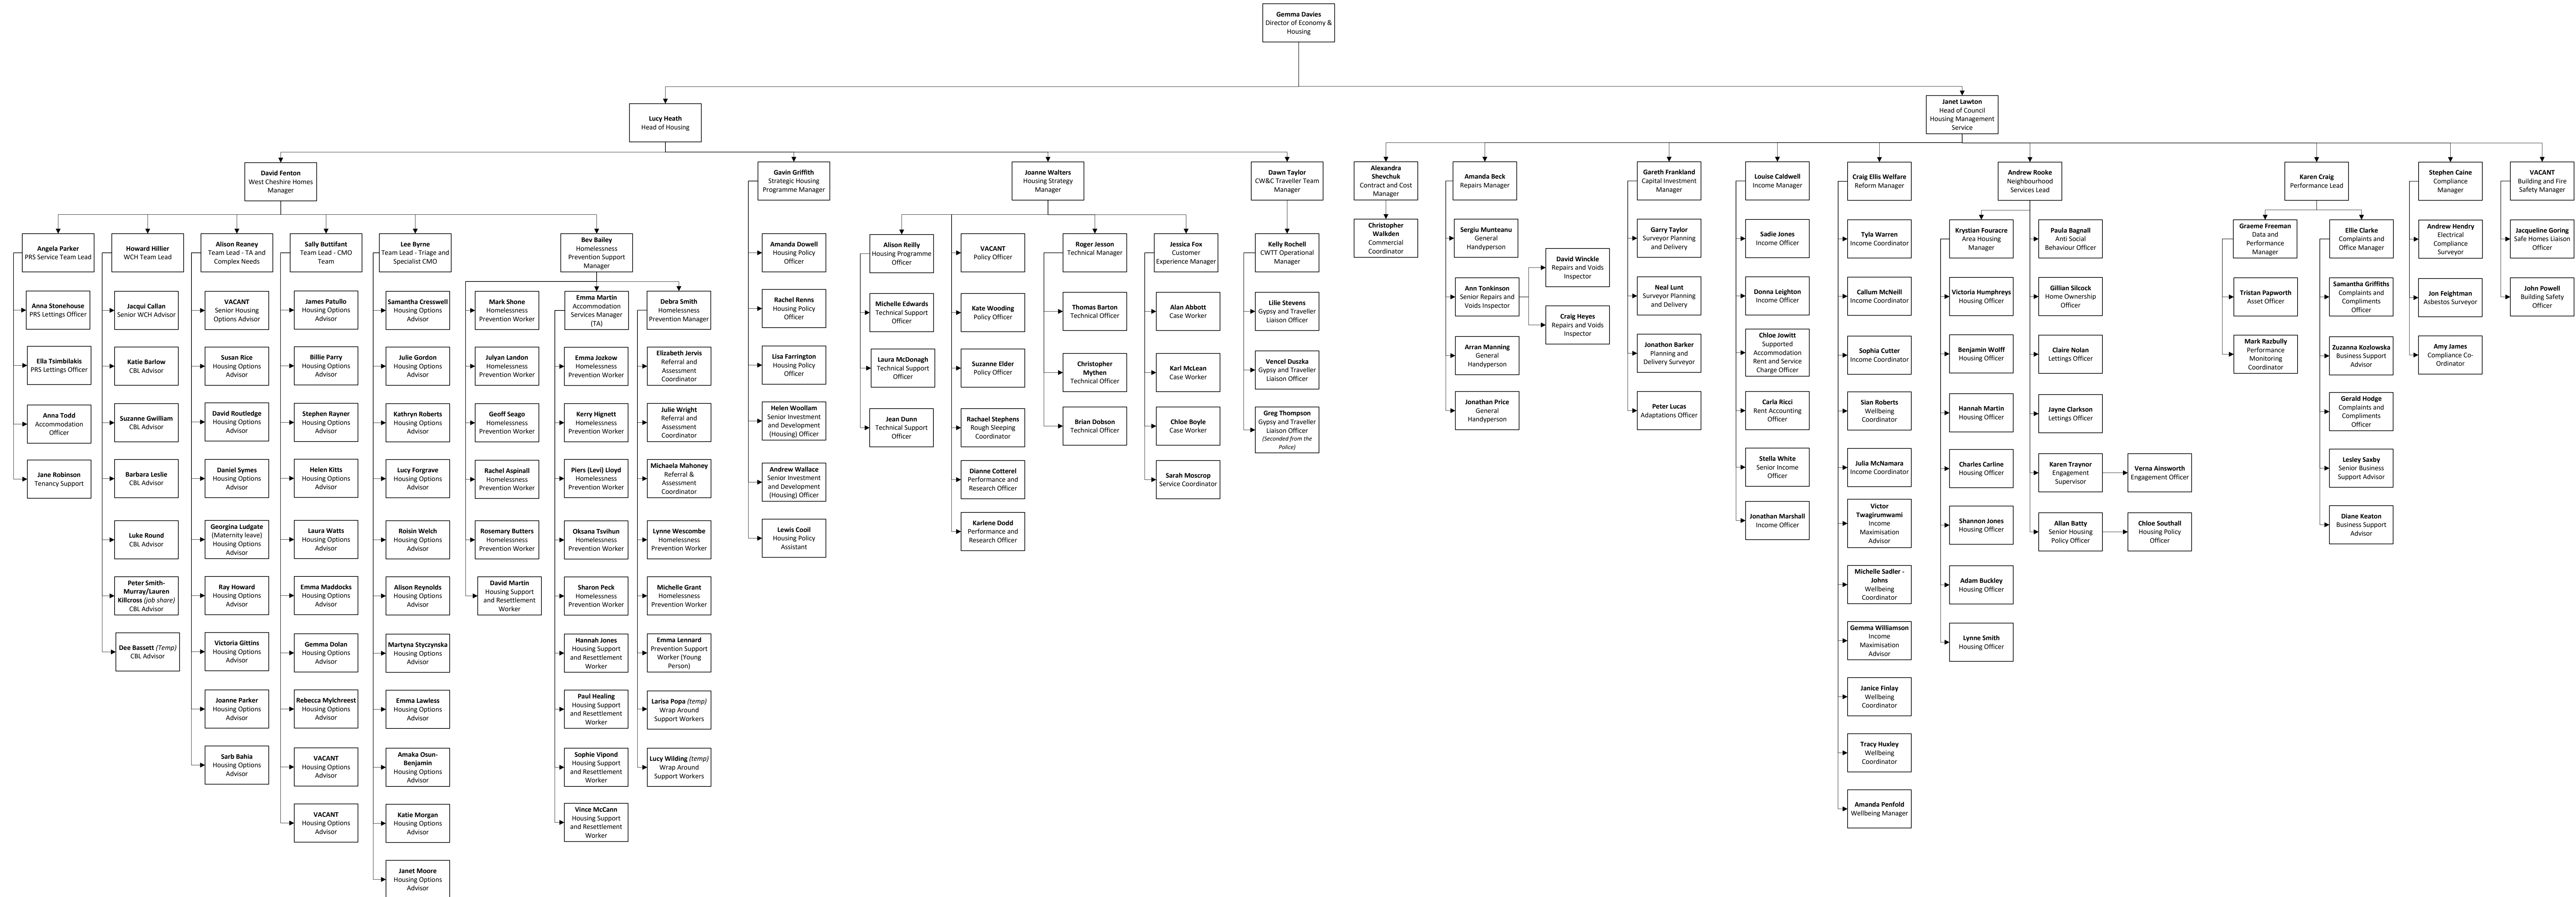 Gemma Davies
Director of Economy &
Housing
Lucy Heath
Head of Housing
Janet Lawton
Head of Council
Housing Management
Service
David Fenton
West Cheshire Homes
Manager
Gavin Griffith
Strategic Housing
Programme Manager
Joanne Walters
Housing Strategy
Manager
Dawn Taylor
CW&C Traveller Team
Manager
Alexandra
Shevchuk
Contract and Cost
Manager
Amanda Beck
Repairs Manager
Gareth Frankland
Capital Investment
Manager
Louise Caldwell
Income Manager
Craig Ellis Welfare
Reform Manager
Andrew Rooke
Neighbourhood
Services Lead
Karen Craig
Performance Lead
Stephen Caine
Compliance
Manager
VACANT
Building and Fire
Safety Manager
Angela Parker
PRS Service Team Lead
Anna Stonehouse
PRS Lettings Officer
Ella Tsimbilakis
PRS Lettings Officer
Anna Todd
Accommodation
Officer
Jane Robinson
Tenancy Support
Howard Hillier
WCH Team Lead
Jacqui Callan
Senior WCH Advisor
Katie Barlow
CBL Advisor
Suzanne Gwilliam
CBL Advisor
Barbara Leslie
CBL Advisor
Luke Round
CBL Advisor
Peter Smith-
Murray/Lauren
Killcross (job share)
CBL Advisor
Dee Bassett (Temp)
CBL Advisor
Alison Reaney
Team Lead - TA and
Complex Needs
VACANT
Senior Housing
Options Advisor
Susan Rice
Housing Options
Advisor
David Routledge
Housing Options
Advisor
Daniel Symes
Housing Options
Advisor
Georgina Ludgate
(Maternity leave)
Housing Options
Advisor
Ray Howard
Housing Options
Advisor
Victoria Gittins
Housing Options
Advisor
Joanne Parker
Housing Options
Advisor
Sarb Bahia
Housing Options
Advisor
Sally Buttifant
Team Lead - CMO
Team
James Patullo
Housing Options
Advisor
Billie Parry
Housing Options
Advisor
Stephen Rayner
Housing Options
Advisor
Helen Kitts
Housing Options
Advisor
Laura Watts
Housing Options
Advisor
Emma Maddocks
Housing Options
Advisor
Gemma Dolan
Housing Options
Advisor
Rebecca Mylchreest
Housing Options
Advisor
VACANT
Housing Options
Advisor
VACANT
Housing Options
Advisor
Lee Byrne
Team Lead - Triage and
Specialist CMO
Samantha Cresswell
Housing Options
Advisor
Julie Gordon
Housing Options
Advisor
Kathryn Roberts
Housing Options
Advisor
Lucy Forgrave
Housing Options
Advisor
Roisin Welch
Housing Options
Advisor
Alison Reynolds
Housing Options
Advisor
Martyna Styczynska
Housing Options
Advisor
Emma Lawless
Housing Options
Advisor
Amaka Osun-
Benjamin
Housing Options
Advisor
Katie Morgan
Housing Options
Advisor
Janet Moore
Housing Options
Advisor
Bev Bailey
Homelessness
Prevention Support
Manager
Mark Shone
Homelessness
Prevention Worker
Julyan Landon
Homelessness
Prevention Worker
Geoff Seago
Homelessness
Prevention Worker
Rachel Aspinall
Homelessness
Prevention Worker
Rosemary Butters
Homelessness
Prevention Worker
David Martin
Housing Support
and Resettlement
Worker
Emma Martin
Accommodation
Services Manager
(TA)
Emma Jozkow
Homelessness
Prevention Worker
Kerry Hignett
Homelessness
Prevention Worker
Piers (Levi) Lloyd
Homelessness
Prevention Worker
Oksana Tsvihun
Homelessness
Prevention Worker
Sharon Peck
Homelessness
Prevention Worker
Hannah Jones
Housing Support
and Resettlement
Worker
Paul Healing
Housing Support
and Resettlement
Worker
Sophie Vipond
Housing Support
and Resettlement
Worker
Vince McCann
Housing Support
and Resettlement
Worker
Debra Smith
Homelessness
Prevention Manager
Elizabeth Jervis
Referral and
Assessment
Coordinator
Julie Wright
Referral and
Assessment
Coordinator
Michaela Mahoney
Referral &
Assessment
Coordinator
Lynne Wescombe
Homelessness
Prevention Worker
Michelle Grant
Homelessness
Prevention Worker
Emma Lennard
Prevention Support
Worker (Young
Person)
Larisa Popa (temp)
Wrap Around
Support Workers
Lucy Wilding (temp)
Wrap Around
Support Workers
Amanda Dowell
Housing Policy
Officer
Rachel Renns
Housing Policy
Officer
Lisa Farrington
Housing Policy
Officer
Helen Woollam
Senior Investment
and Development
(Housing) Officer
Andrew Wallace
Senior Investment
and Development
(Housing) Officer
Lewis Cooil
Housing Policy
Assistant
Alison Reilly
Housing Programme
Officer
Michelle Edwards
Technical Support
Officer
Laura McDonagh
Technical Support
Officer
Jean Dunn
Technical Support
Officer
VACANT
Policy Officer
Kate Wooding
Policy Officer
Suzanne Elder
Policy Officer
Rachael Stephens
Rough Sleeping
Coordinator
Dianne Cotterel
Performance and
Research Officer
Karlene Dodd
Performance and
Research Officer
Roger Jesson
Technical Manager
Thomas Barton
Technical Officer
Christopher
Mythen
Technical Officer
Brian Dobson
Technical Officer
Jessica Fox
Customer
Experience Manager
Alan Abbott
Case Worker
Karl McLean
Case Worker
Chloe Boyle
Case Worker
Sarah Moscrop
Service Coordinator
Kelly Rochell
CWTT Operational
Manager
Lilie Stevens
Gypsy and Traveller
Liaison Officer
Vencel Duszka
Gypsy and Traveller
Liaison Officer
Greg Thompson
Gypsy and Traveller
Liaison Officer
(Seconded from the
Police)
Christopher
Walkden
Commercial
Coordinator
Sergiu Munteanu
General
Handyperson
Ann Tonkinson
Senior Repairs and
Voids Inspector
David Winckle
Repairs and Voids
Inspector
Craig Heyes
Repairs and Voids
Inspector
Arran Manning
General
Handyperson
Jonathan Price
General
Handyperson
Garry Taylor
Surveyor Planning
and Delivery
Neal Lunt
Surveyor Planning
and Delivery
Jonathon Barker
Planning and
Delivery Surveyor
Peter Lucas
Adaptations Officer
Sadie Jones
Income Officer
Donna Leighton
Income Officer
Chloe Jowitt
Supported
Accommodation
Rent and Service
Charge Officer
Carla Ricci
Rent Accounting
Officer
Stella White
Senior Income
Officer
Jonathan Marshall
Income Officer
Tyla Warren
Income Coordinator
Callum McNeill
Income Coordinator
Sophia Cutter
Income Coordinator
Sian Roberts
Wellbeing
Coordinator
Julia McNamara
Income Coordinator
Victor
Twagirumwami
Income
Maximisation
Advisor
Michelle Sadler -
Johns
Wellbeing
Coordinator
Gemma Williamson
Income
Maximisation
Advisor
Janice Finlay
Wellbeing
Coordinator
Tracy Huxley
Wellbeing
Coordinator
Amanda Penfold
Wellbeing Manager
Krystian Fouracre
Area Housing
Manager
Victoria Humphreys
Housing Officer
Benjamin Wolff
Housing Officer
Hannah Martin
Housing Officer
Charles Carline
Housing Officer
Shannon Jones
Housing Officer
Adam Buckley
Housing Officer
Lynne Smith
Housing Officer
Paula Bagnall
Anti Social
Behaviour Officer
Gillian Silcock
Home Ownership
Officer
Claire Nolan
Lettings Officer
Jayne Clarkson
Lettings Officer
Karen Traynor
Engagement
Supervisor
Verna Ainsworth
Engagement Officer
Allan Batty
Senior Housing
Policy Officer
Chloe Southall
Housing Policy
Officer
Graeme Freeman
Data and
Performance
Manager
Tristan Papworth
Asset Officer
Mark Razbully
Performance
Monitoring
Coordinator
Ellie Clarke
Complaints and
Office Manager
Samantha Griffiths
Complaints and
Compliments
Officer
Zuzanna Kozlowska
Business Support
Advisor
Gerald Hodge
Complaints and
Compliments
Officer
Lesley Saxby
Senior Business
Support Advisor
Diane Keaton
Business Support
Advisor
Andrew Hendry
Electrical
Compliance
Surveyor
Jon Feightman
Asbestos Surveyor
Amy James
Compliance Co-
Ordinator
Jacqueline Goring
Safe Homes Liaison
Officer
John Powell
Building Safety
Officer